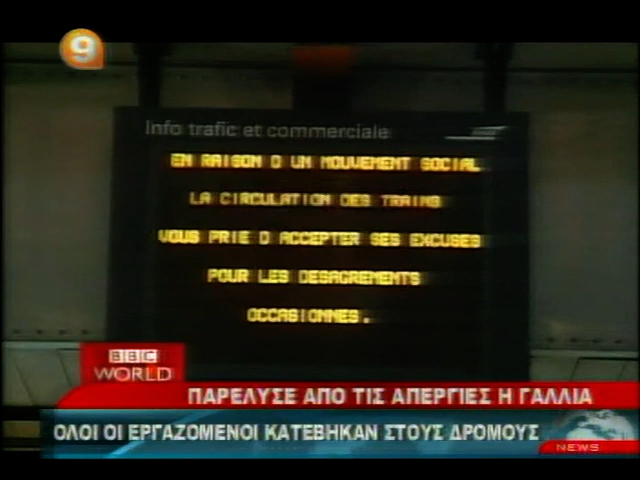 9
Info trafic et commerciale
EN RAISON D UN MOUVEMENT SOCIAL
LA CIRCULATION DES TRAINS
VOUS PRIE D ACCEPTER SES EXCUSES
POUR LES DESAGREMENTS
OCCASIONNES.
BBC
WORLD
ΠΑΡΕΛΥΣΕ ΑΠΟ ΤΙΣ ΑΠΕΡΓΙΕΣ Η ΓΑΛΛΙΑ
ΟΛΟΙ ΟΙ ΕΡΓΑΖΟΜΕΝΟΙ ΚΑΤΕΒΗΚΑΝ ΣΤΟΥΣ ΔΡΟΜΟΥΣ
NEWS